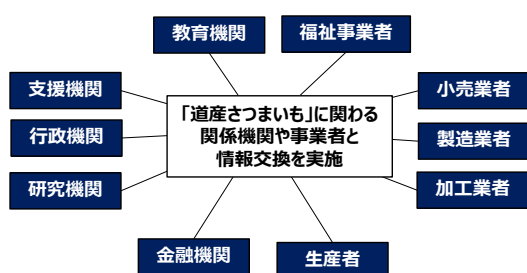 教育機関
福祉事業者
支援機関
小売業者
「道産さつまいも」に関わる
関係機関や事業者と
情報交換を実施
行政機関
製造業者
研究機関
加工業者
金融機関
生産者